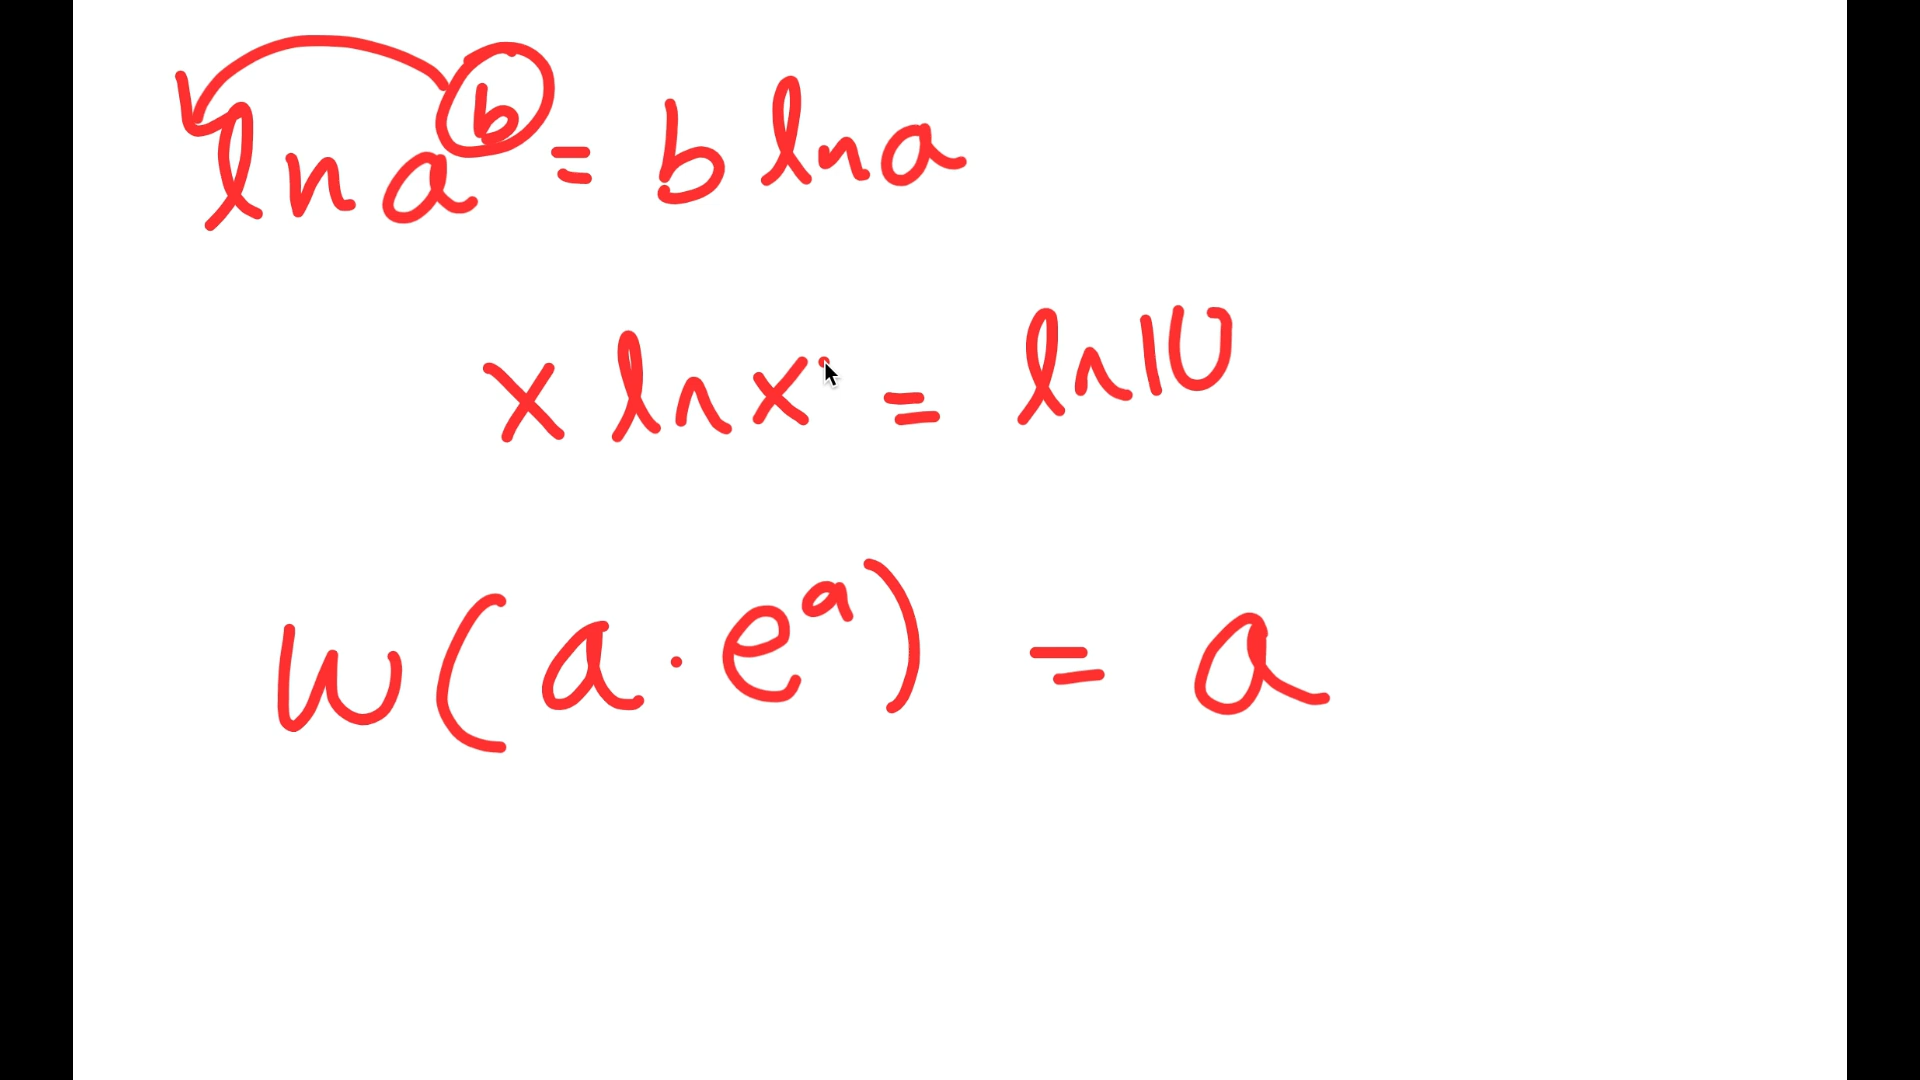 ln a^b = b ln a
x ln x = ln 10
W(a · e^a) = a